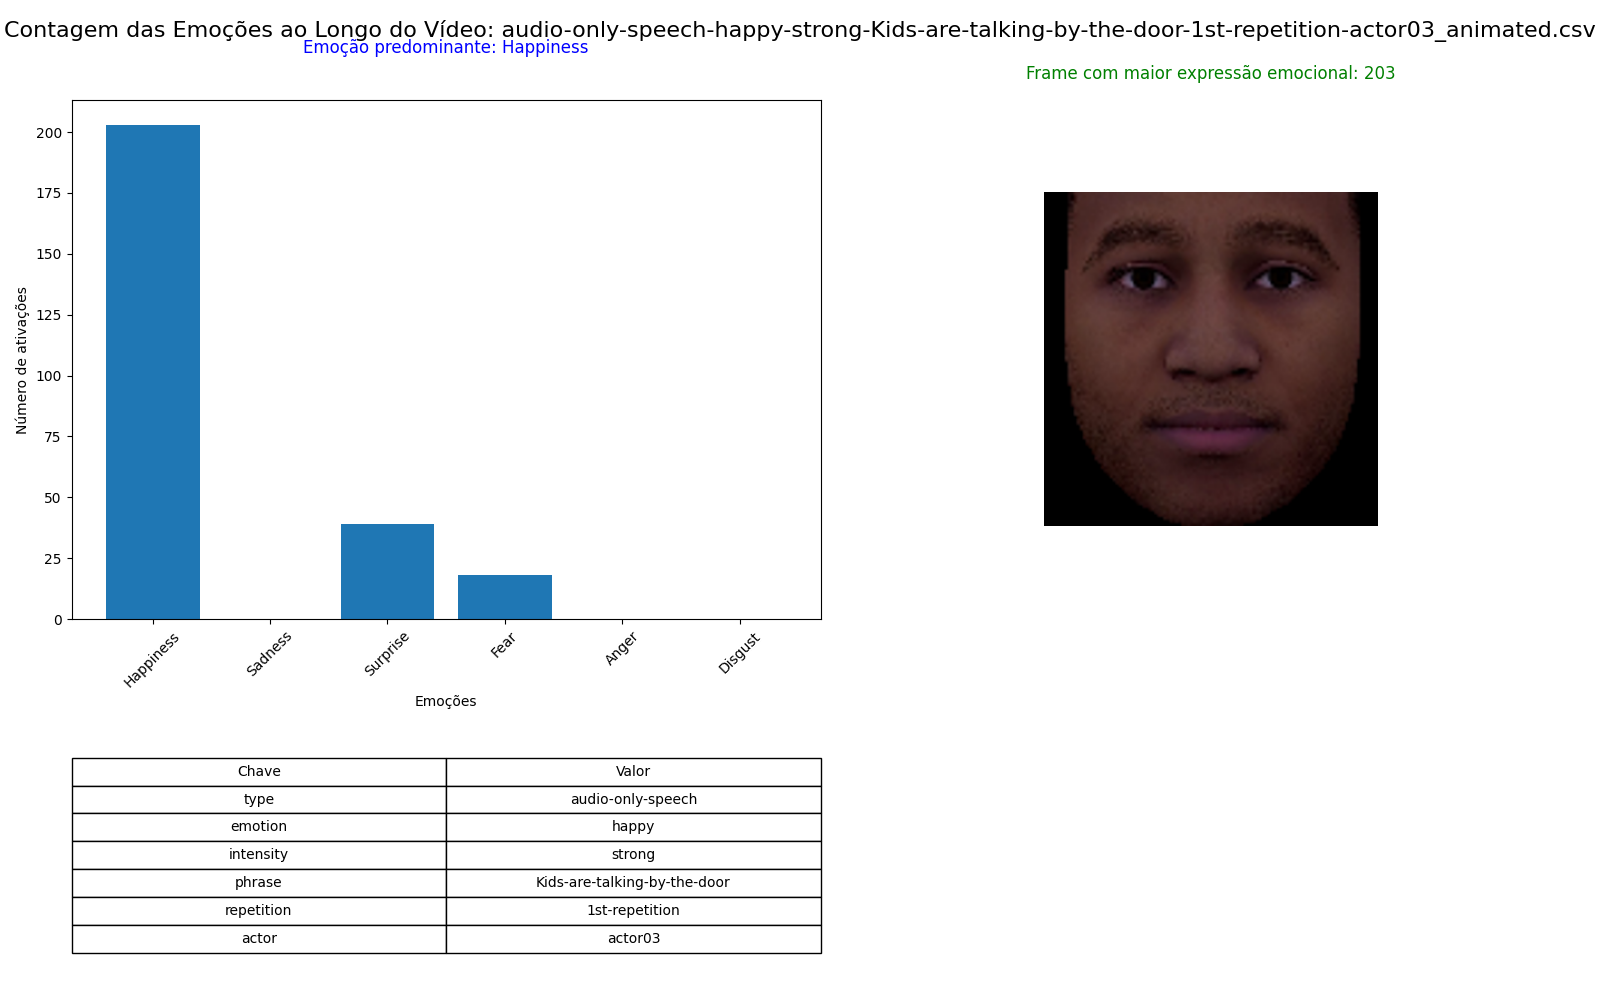 Contagem das Emoções ao Longo do Vídeo: audio-only-speech-happy-strong-Kids-are-talking-by-the-door-1st-repetition-actor03_animated.csv
Emoção predominante: Happiness
Frame com maior expressão emocional: 203
Número de ativações
200
175
150
125
100
75
50
25
0
Happiness
Sadness
Surprise
Fear
Anger
Disgust
Emoções
Chave Valor
type audio-only-speech
emotion happy
intensity strong
phrase Kids-are-talking-by-the-door
repetition 1st-repetition
actor actor03